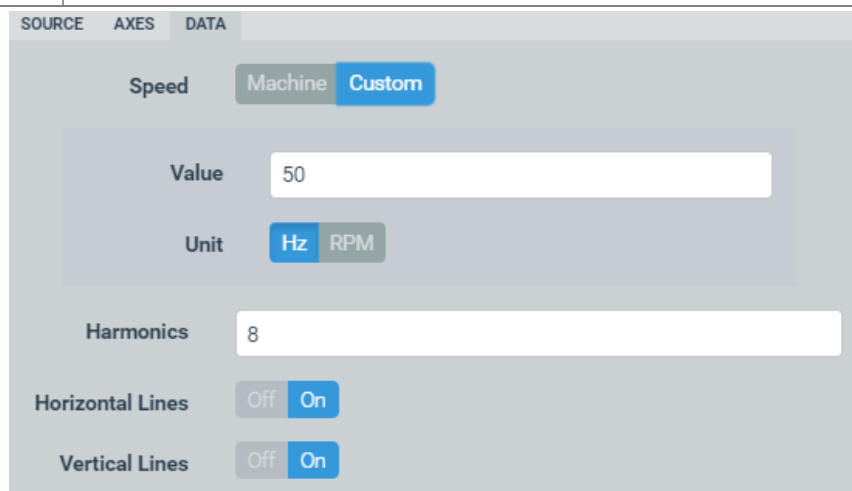 SOURCE AXES DATA
Speed Machine Custom
Value 50
Unit Hz RPM
Harmonics 8
Horizontal Lines Off On
Vertical Lines Off On